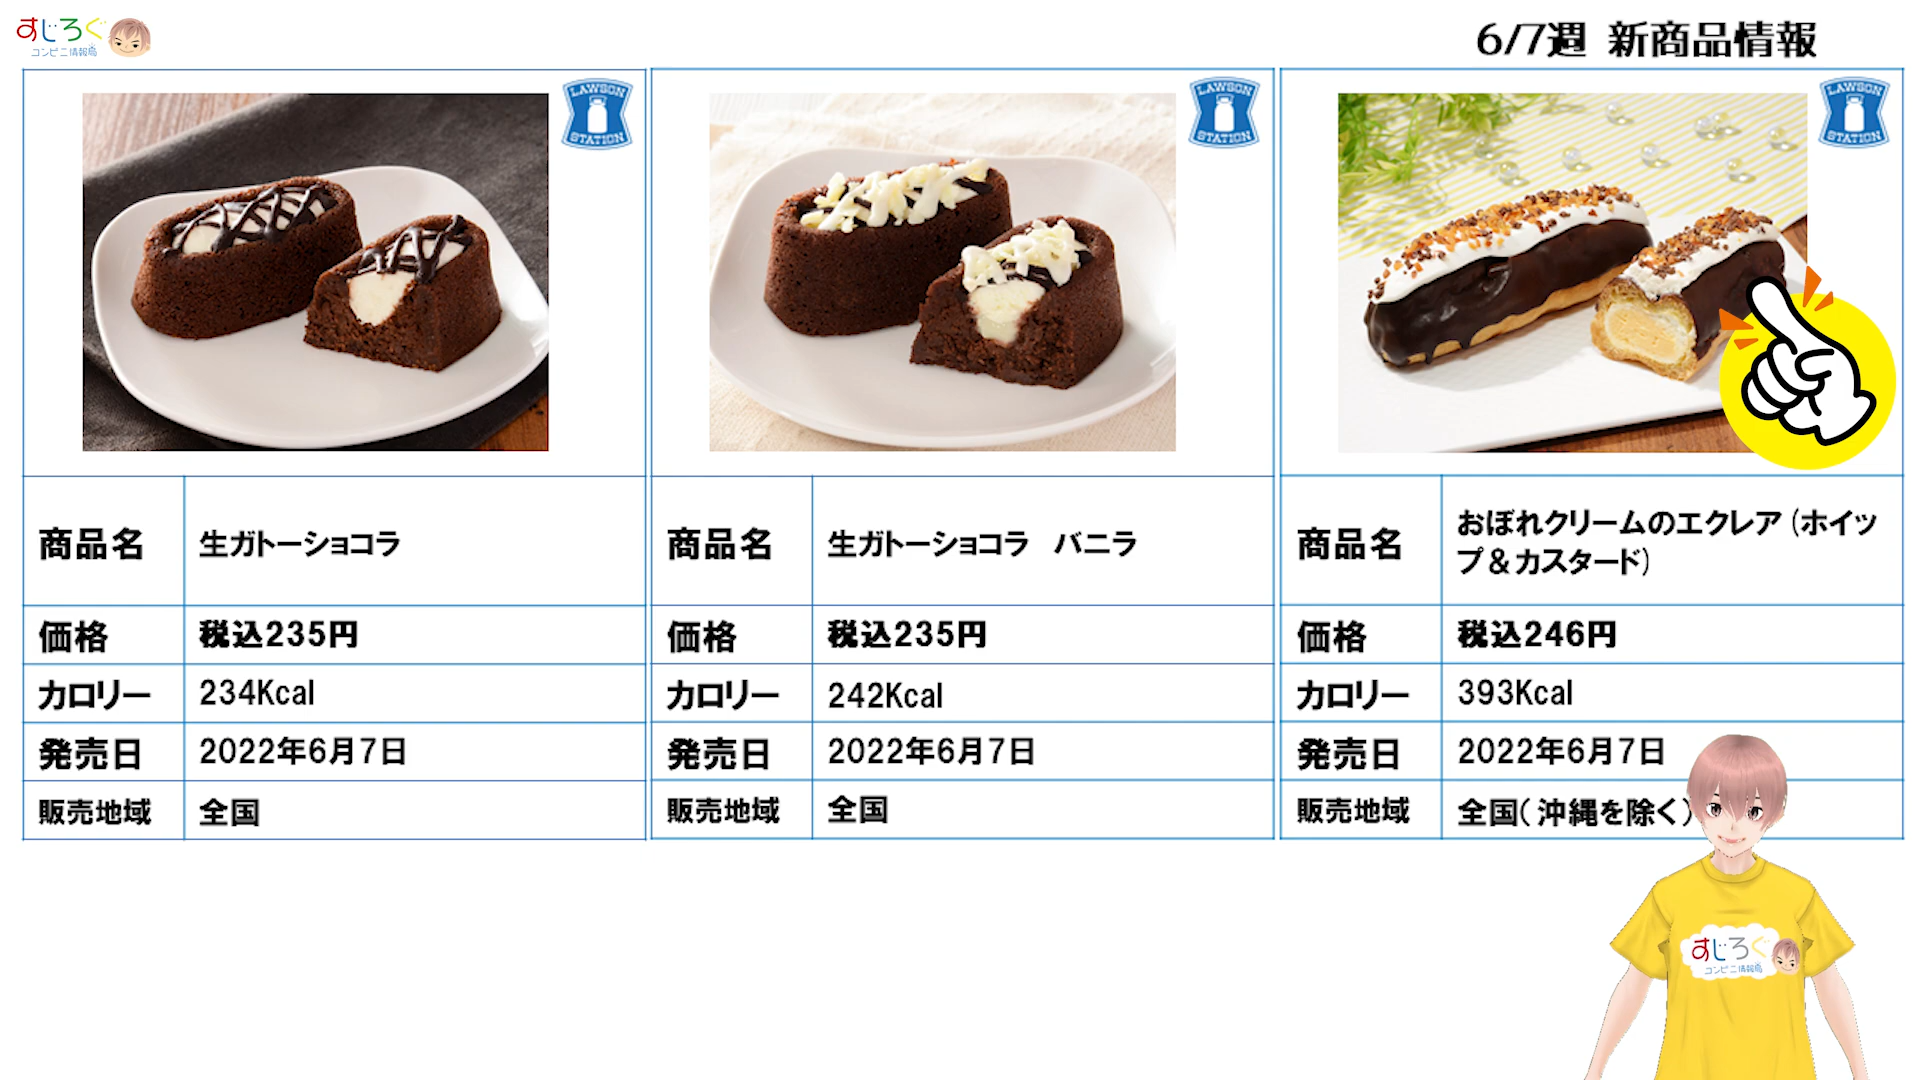 すじろぐ
コンビニ情報局
6/7週 新商品情報
LAWSON
STATION
商品名 生ガトーショコラ
価格 税込235円
カロリー 234Kcal
発売日 2022年6月7日
販売地域 全国
LAWSON
STATION
商品名 生ガトーショコラ　バニラ
価格 税込235円
カロリー 242Kcal
発売日 2022年6月7日
販売地域 全国
LAWSON
STATION
商品名 おぼれクリームのエクレア(ホイッ
プ＆カスタード)
価格 税込246円
カロリー 393Kcal
発売日 2022年6月7日
販売地域 全国(沖縄を除く)
すじろぐ
コンビニ情報局